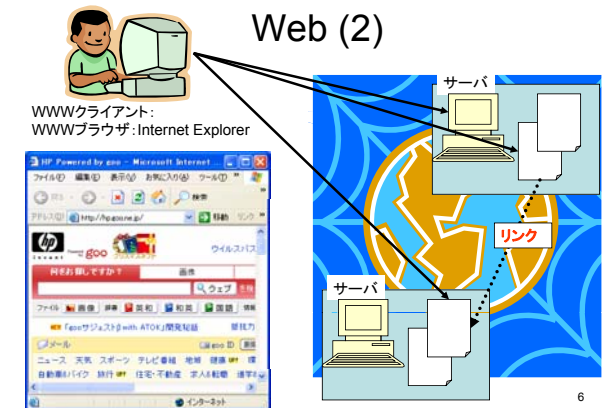 Web (2)
サーバ
WWWクライアント:
WWWブラウザ:Internet Explorer
リンク
サーバ
HP Powered by goo - Microsoft Internet ...
ファイル(F) 編集(E) 表示(V) お気に入り(A) ツール(T) »
戻る 検索 »
アドレス(D) http://hp.goo.ne.jp/ 移動 リンク »
hp
invent
goo
ウイルスバス
何をお探しですか? 画像
ウェブ
画像 辞書 英和 和英 国語
「gooサジェストβ with ATOK」開発秘話
メール goo ID
ニュース 天気 スポーツ テレビ番組 地域 健康
自動車&バイク 旅行 住宅・不動産 求人&転職
インターネット
6